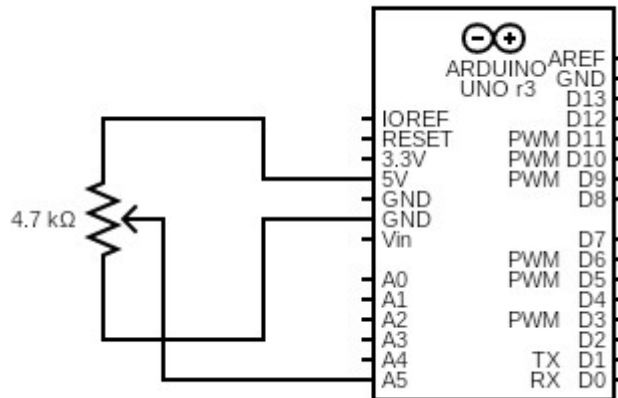 ARDUINO
UNO r3
AREF
GND
D13
IOREF D12
RESET PWM D11
3.3V PWM D10
5V PWM D9
GND D8
4.7 kΩ GND
Vin D7
PWM D6
A0 PWM D5
A1 D4
A2 PWM D3
A3 D2
A4 TX D1
A5 RX D0